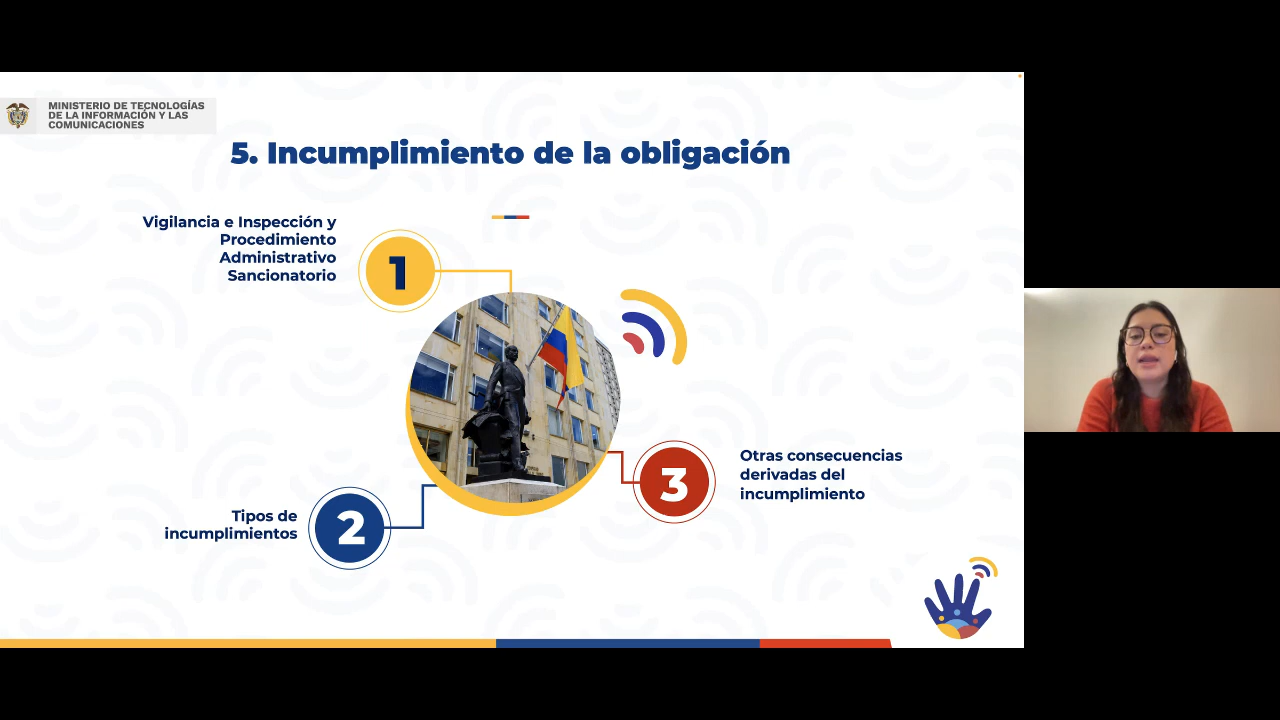 MINISTERIO DE TECNOLOGÍAS
DE LA INFORMACIÓN Y LAS
COMUNICACIONES
5. Incumplimiento de la obligación
Vigilancia e Inspección y
Procedimiento
Administrativo
Sancionatorio
1
Tipos de
incumplimientos
2
3
Otras consecuencias
derivadas del
incumplimiento